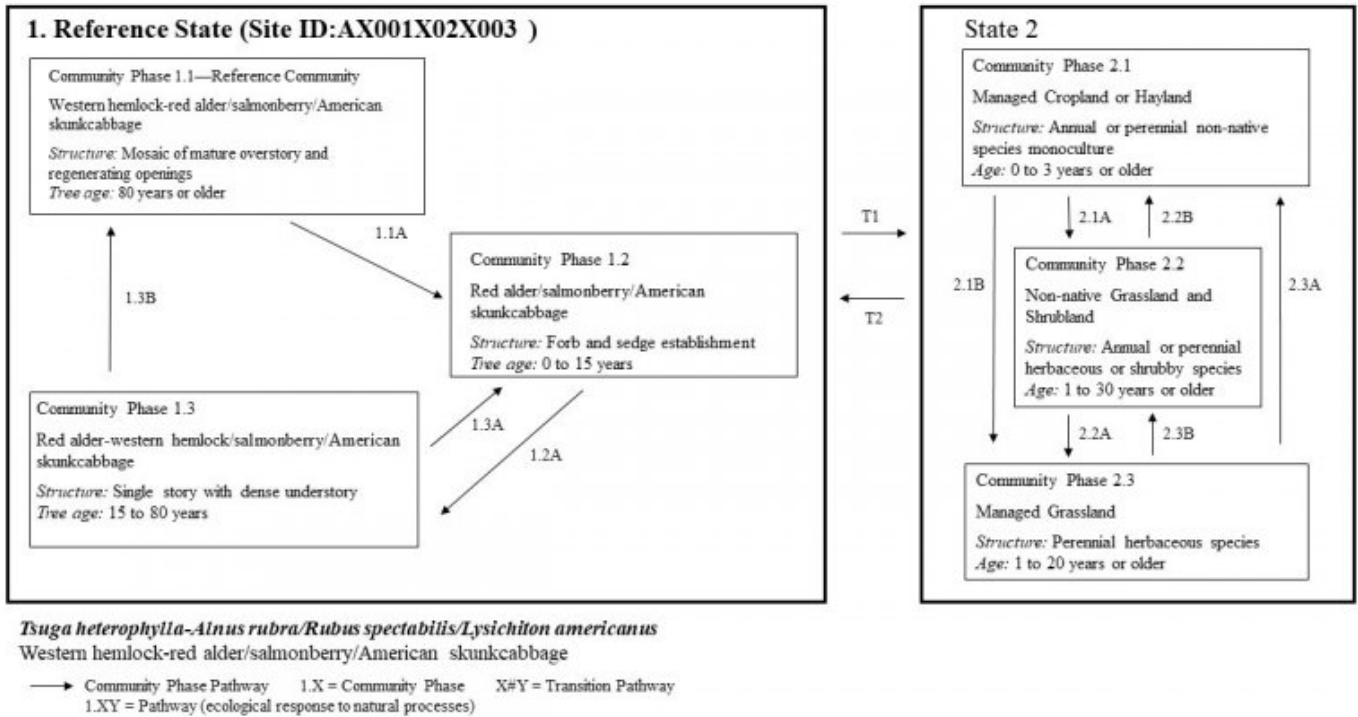 1. Reference State (Site ID:AX001X02X003 )
Community Phase 1.1—Reference Community
Western hemlock-red alder/salmonberry/American
skunkcabbage
Structure: Mosaic of mature overstory and
regenerating openings
Tree age: 80 years or older
1.1A
1.3B
Community Phase 1.2
Red alder/salmonberry/American
skunkcabbage
Structure: Forb and sedge establishment
Tree age: 0 to 15 years
Community Phase 1.3
Red alder-western hemlock/salmonberry/American
skunkcabbage
Structure: Single story with dense understory
Tree age: 15 to 80 years
1.3A
1.2A
T1
T2
State 2
Community Phase 2.1
Managed Cropland or Hayland
Structure: Annual or perennial non-native
species monoculture
Age: 0 to 3 years or older
2.1A
2.2B
2.1B
2.3A
Community Phase 2.2
Non-native Grassland and
Shrubland
Structure: Annual or perennial
herbaceous or shrubby species
Age: 1 to 30 years or older
2.2A
2.3B
Community Phase 2.3
Managed Grassland
Structure: Perennial herbaceous species
Age: 1 to 20 years or older
Tsuga heterophylla-Alnus rubra/Rubus spectabilis/Lysichiton americanus
Western hemlock-red alder/salmonberry/American skunkcabbage
Community Phase Pathway 1.X = Community Phase X#Y = Transition Pathway
1.XY = Pathway (ecological response to natural processes)